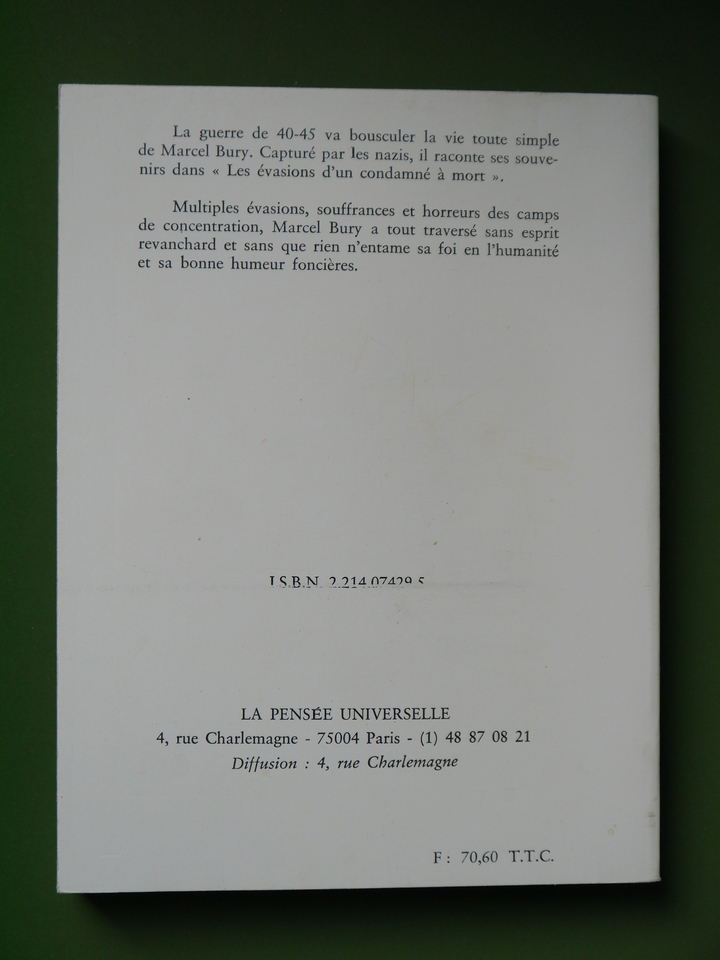 La guerre de 40-45 va bousculer la vie toute simple
de Marcel Bury. Capturé par les nazis, il raconte ses souve-
nirs dans « Les évasions d'un condamné à mort ».
Multiples évasions, souffrances et horreurs des camps
de concentration, Marcel Bury a tout traversé sans esprit
revanchard et sans que rien n'entame sa foi en l'humanité
et sa bonne humeur foncières.
I.S.B.N. 2.214.07429.5
LA PENSÉE UNIVERSELLE
4, rue Charlemagne - 75004 Paris - (1) 48 87 08 21
Diffusion : 4, rue Charlemagne
F : 70,60 T.T.C.